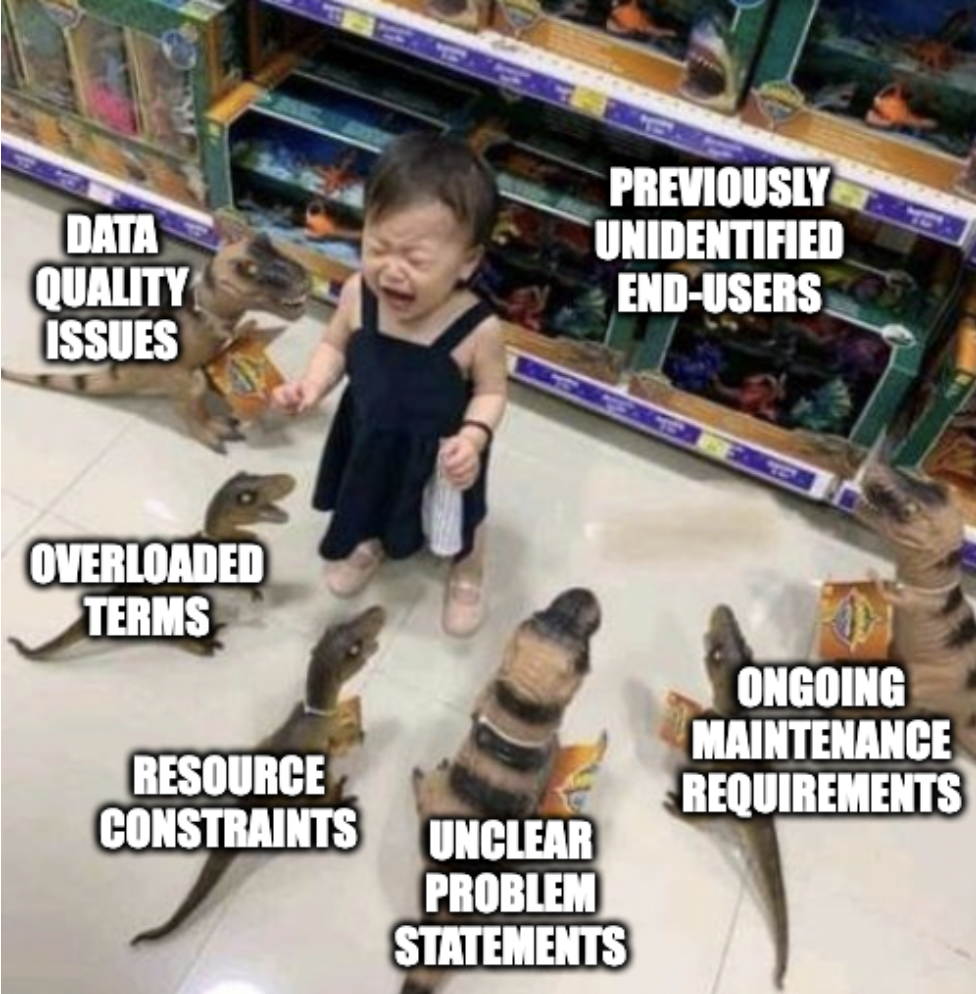 PREVIOUSLY
UNIDENTIFIED
END-USERS
DATA
QUALITY
ISSUES
OVERLOADED
TERMS
ONGOING
MAINTENANCE
REQUIREMENTS
RESOURCE
CONSTRAINTS
UNCLEAR
PROBLEM
STATEMENTS